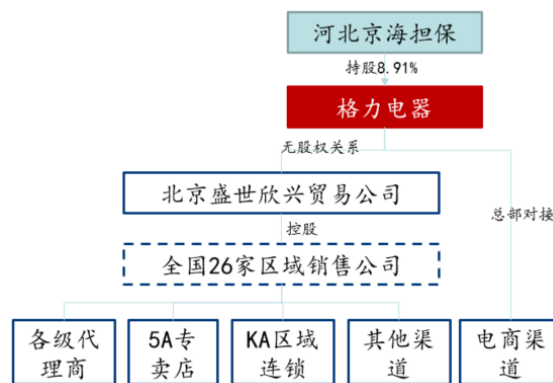 河北京海担保
持股8.91%
格力电器
无股权关系
北京盛世欣兴贸易公司
总部对接
控股
全国26家区域销售公司
各级代
理商
5A专
卖店
KA区域
连锁
其他渠
道
电商渠
道